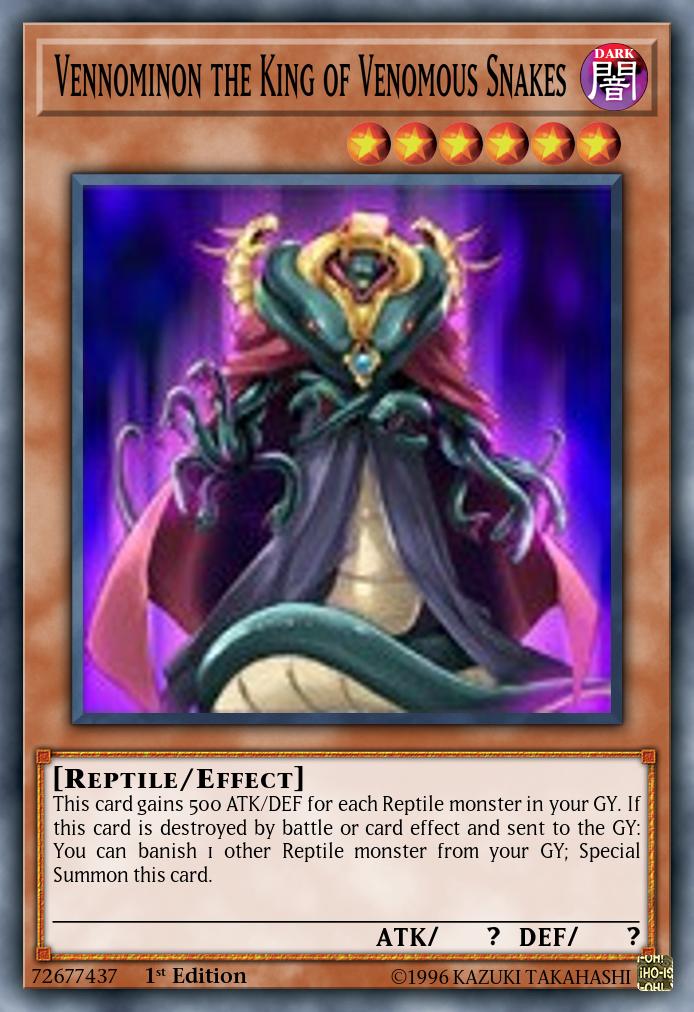 Vennominon the King of Venomous Snakes
DARK
闇
[Reptile/Effect]
This card gains 500 ATK/DEF for each Reptile monster in your GY. If
this card is destroyed by battle or card effect and sent to the GY:
You can banish 1 other Reptile monster from your GY; Special
Summon this card.
ATK/ ? DEF/ ?
72677437 1st Edition ©1996 KAZUKI TAKAHASHI